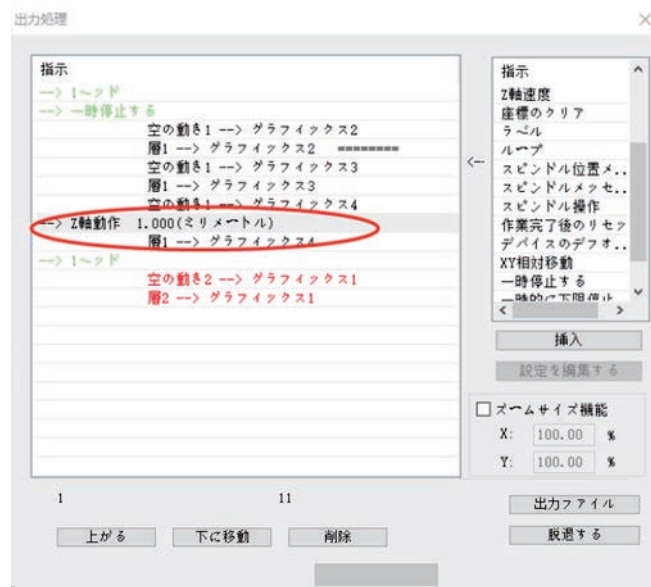 出力処理
指示
--> 1~ッド
--> 一時停止する
空の動き1 --> グラフィックス2
層1 --> グラフィックス2 ========
空の動き1 --> グラフィックス3
層1 --> グラフィックス3
空の動き1 --> グラフィックス4
--> Z軸動作 1.000(ミリメートル)
層1 --> グラフィックス4
--> 1~ッド
空の動き2 --> グラフィックス1
層2 --> グラフィックス1
1
11
上がる
下に移動
削除
<--
指示
Z軸速度
座標のクリア
ラベル
ループ
スピンドル位置メ..
スピンドルメッセ..
スピンドル操作
作業完了後のリセッ
デバイスのデフオ..
XY相対移動
一時停止する
一時的に下限停止
挿入
設定を編集する
ズームサイズ機能
X: 100.00 %
Y: 100.00 %
出力ファイル
脱退する